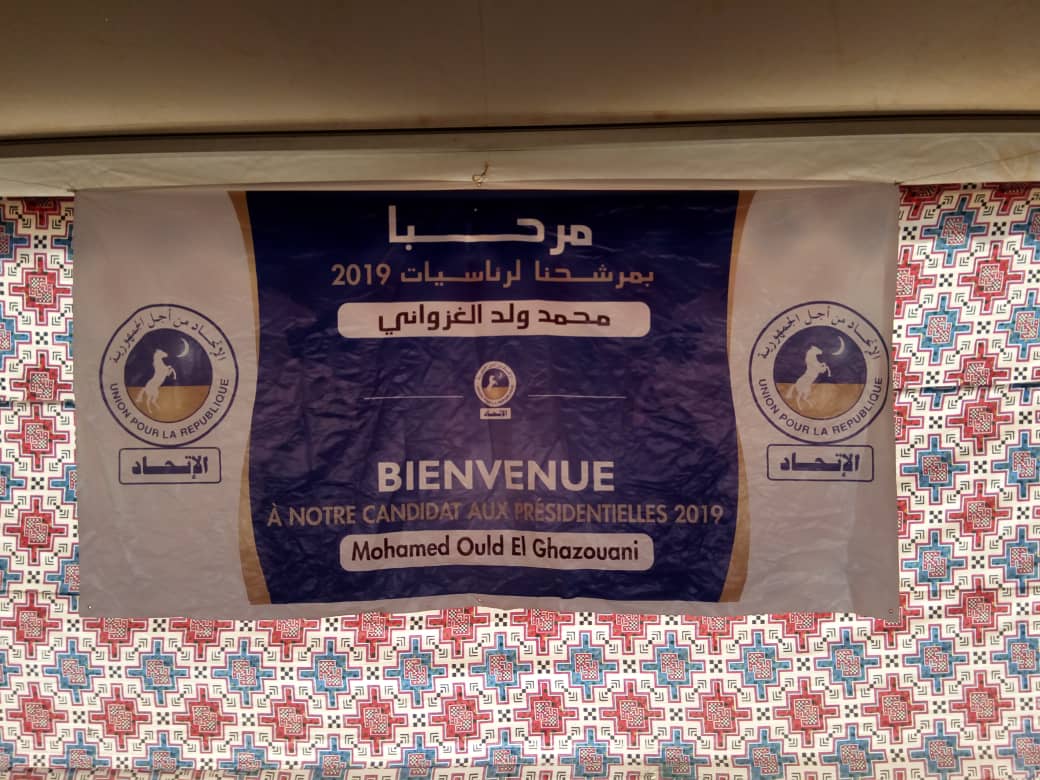 مرحبا
بمرشحنا لرئاسيات 2019
محمد ولد الغزواني
الإتحاد من أجل الجمهورية
UNION POUR LA REPUBLIQUE
الإتحاد
الإتحاد
الإتحاد من أجل الجمهورية
UNION POUR LA REPUBLIQUE
الإتحاد
BIENVENUE
À NOTRE CANDIDAT AUX PRÉSIDENTIELLES 2019
Mohamed Ould El Ghazouani